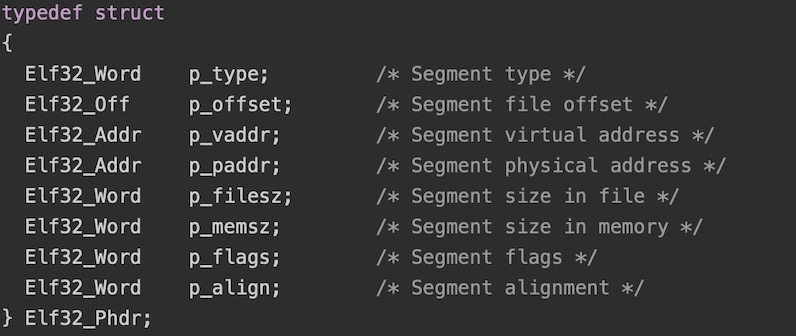 typedef struct
{
  Elf32_Word    p_type;         /* Segment type */
  Elf32_Off     p_offset;       /* Segment file offset */
  Elf32_Addr    p_vaddr;        /* Segment virtual address */
  Elf32_Addr    p_paddr;        /* Segment physical address */
  Elf32_Word    p_filesz;       /* Segment size in file */
  Elf32_Word    p_memsz;        /* Segment size in memory */
  Elf32_Word    p_flags;        /* Segment flags */
  Elf32_Word    p_align;        /* Segment alignment */
} Elf32_Phdr;